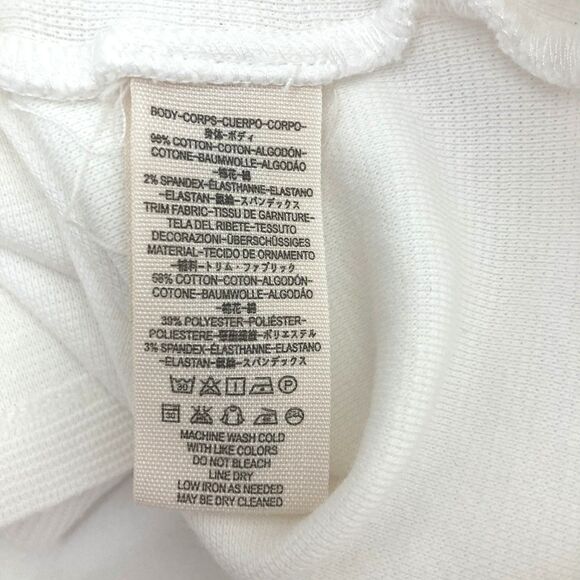 BODY-CORPS-CUERPO-CORPO-
身体-ボディ
98% COTTON-COTON-ALGODÓN-
COTONE-BAUMWOLLE-ALGODÃO
-棉花-綿
2% SPANDEX-ÉLASTHANNE-ELASTANO
-ELASTAN-氨綸-スパンデックス
TRIM FABRIC-TISSU DE GARNITURE-
TELA DEL RIBETE-TESSUTO
DECORAZIONI-ÜBERSCHÜSSIGES
MATERIAL-TECIDO DE ORNAMENTO
-輔料-トリム・ファブリック
58% COTTON-COTON-ALGODÓN-
COTONE-BAUMWOLLE-ALGODÃO
-棉花-綿
39% POLYESTER-POLIÉSTER-
POLIESTERE-聚酯纖維-ポリエステル
3% SPANDEX-ÉLASTHANNE-ELASTANO
-ELASTAN-氨綸-スパンデックス
MACHINE WASH COLD
WITH LIKE COLORS
DO NOT BLEACH
LINE DRY
LOW IRON AS NEEDED
MAY BE DRY CLEANED